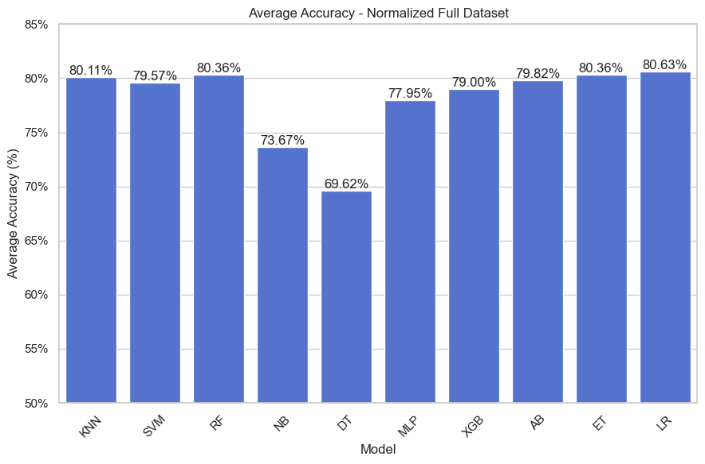 Average Accuracy - Normalized Full Dataset
85%
80%
75%
70%
65%
60%
55%
50%
Average Accuracy (%)
80.11%
79.57%
80.36%
73.67%
69.62%
77.95%
79.00%
79.82%
80.36%
80.63%
KNN
SVM
RF
NB
DT
MLP
XGB
AB
ET
LR
Model